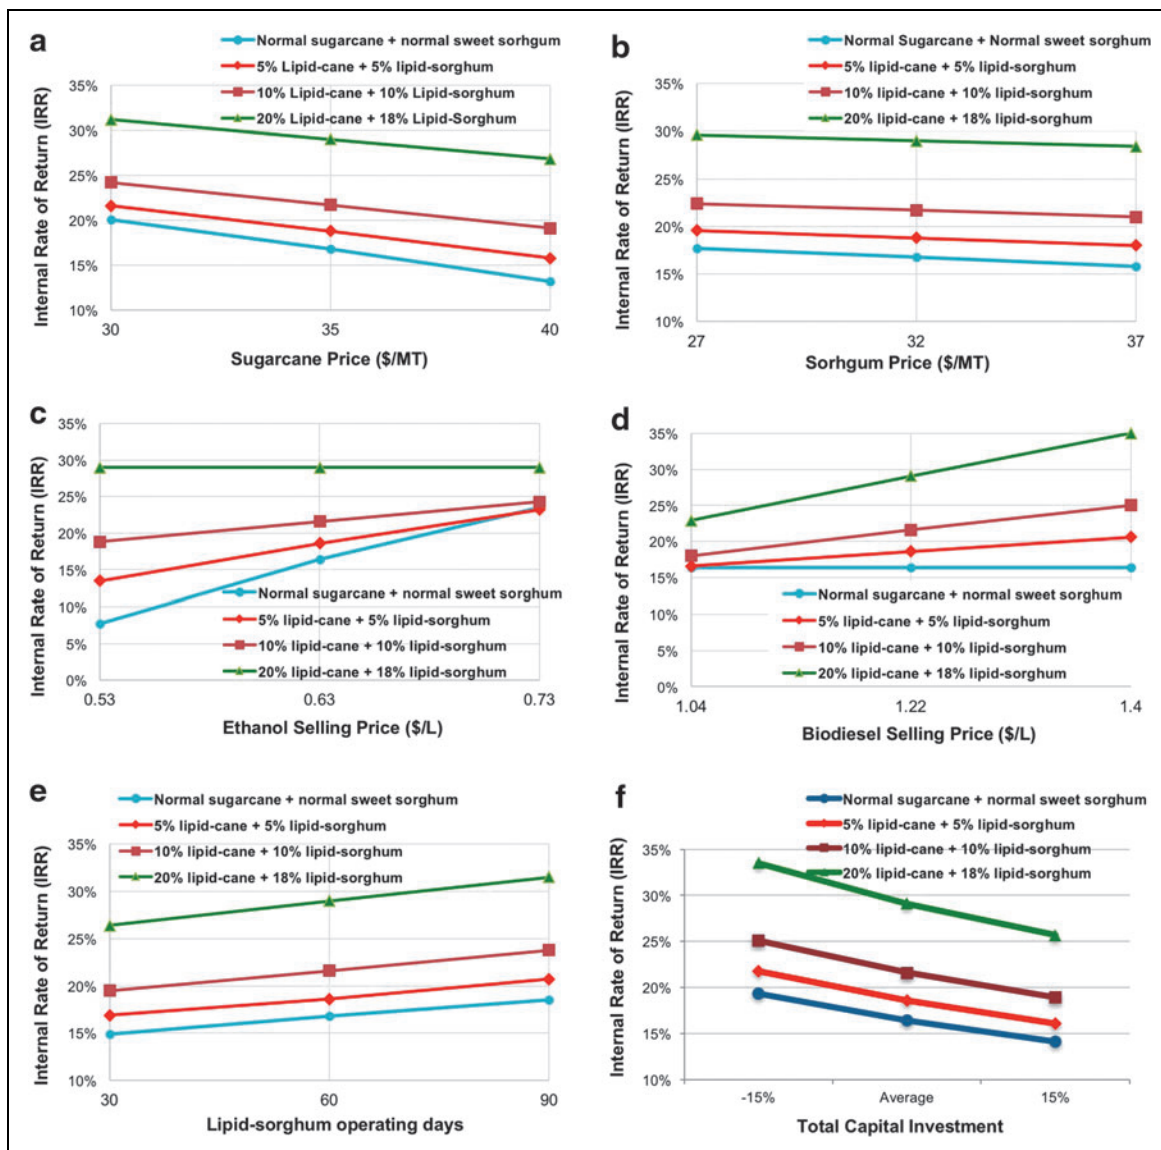 a
Normal sugarcane + normal sweet sorhgum
5% Lipid-cane + 5% lipid-sorghum
10% Lipid-cane + 10% Lipid-sorghum
20% Lipid-cane + 18% Lipid-Sorghum
Internal Rate of Return (IRR)
35%
30%
25%
20%
15%
10%
30
35
40
Sugarcane Price ($/MT)
b
Normal Sugarcane + Normal sweet sorghum
5% lipid-cane + 5% lipid-sorghum
10% lipid-cane + 10% lipid-sorghum
20% lipid-cane + 18% lipid-sorghum
Internal Rate of Return (IRR)
35%
30%
25%
20%
15%
10%
27
32
37
Sorhgum Price ($/MT)
c
Internal Rate of Return (IRR)
35%
30%
25%
20%
15%
10%
5%
0%
Normal sugarcane + normal sweet sorghum
5% lipid-cane + 5% lipid-sorghum
10% lipid-cane + 10% lipid-sorghum
20% lipid-cane + 18% lipid-sorghum
0.53
0.63
0.73
Ethanol Selling Price ($/L)
d
Internal Rate of Return (IRR)
35%
30%
25%
20%
15%
10%
5%
0%
Normal sugarcane + normal sweet sorghum
5% lipid-cane + 5% lipid-sorghum
10% lipid-cane + 10% lipid-sorghum
20% lipid-cane + 18% lipid-sorghum
1.04
1.22
1.4
Biodiesel Selling Price ($/L)
e
Normal sugarcane + normal sweet sorghum
5% lipid-cane + 5% lipid-sorghum
10% lipid-cane + 10% lipid-sorghum
20% lipid-cane + 18% lipid-sorghum
Internal Rate of Return (IRR)
35%
30%
25%
20%
15%
10%
30
60
90
Lipid-sorghum operating days
f
Normal sugarcane + normal sweet sorghum
5% lipid-cane + 5% lipid-sorghum
10% lipid-cane + 10% lipid-sorghum
20% lipid-cane + 18% lipid-sorghum
Internal Rate of Return (IRR)
35%
30%
25%
20%
15%
10%
-15%
Average
15%
Total Capital Investment